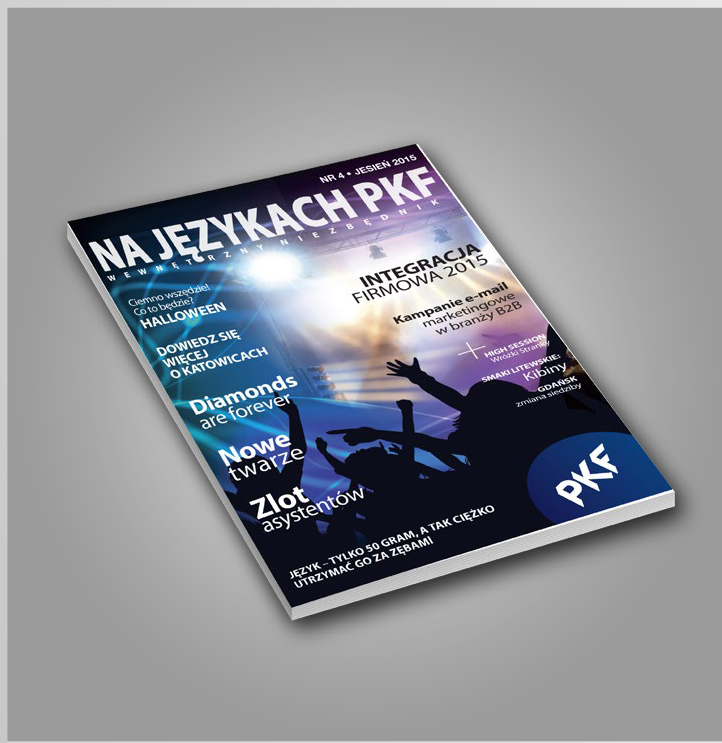 NR 4 • JESIEŃ 2015
NA JĘZYKACH PKF
WEWNĘTRZNY NIEZBĘDNIK
Ciemno wszędzie!
Co to będzie?
HALLOWEEN
DOWIEDZ SIĘ
WIĘCEJ
O KATOWICACH
Diamonds
are forever
Nowe
twarze
Zlot
asystentów
INTEGRACJA
FIRMOWA 2015
Kampanie e-mail
marketingowe
w branży B2B
+ HIGH SESSION
Wróżki Stranley
SMAKI LITEWSKIE:
Kibiny
GDAŃSK
zmiana siedziby
PKF
JĘZYK – TYLKO 50 GRAM, A TAK CIĘŻKO
UTRZYMAĆ GO ZA ZĘBAMI